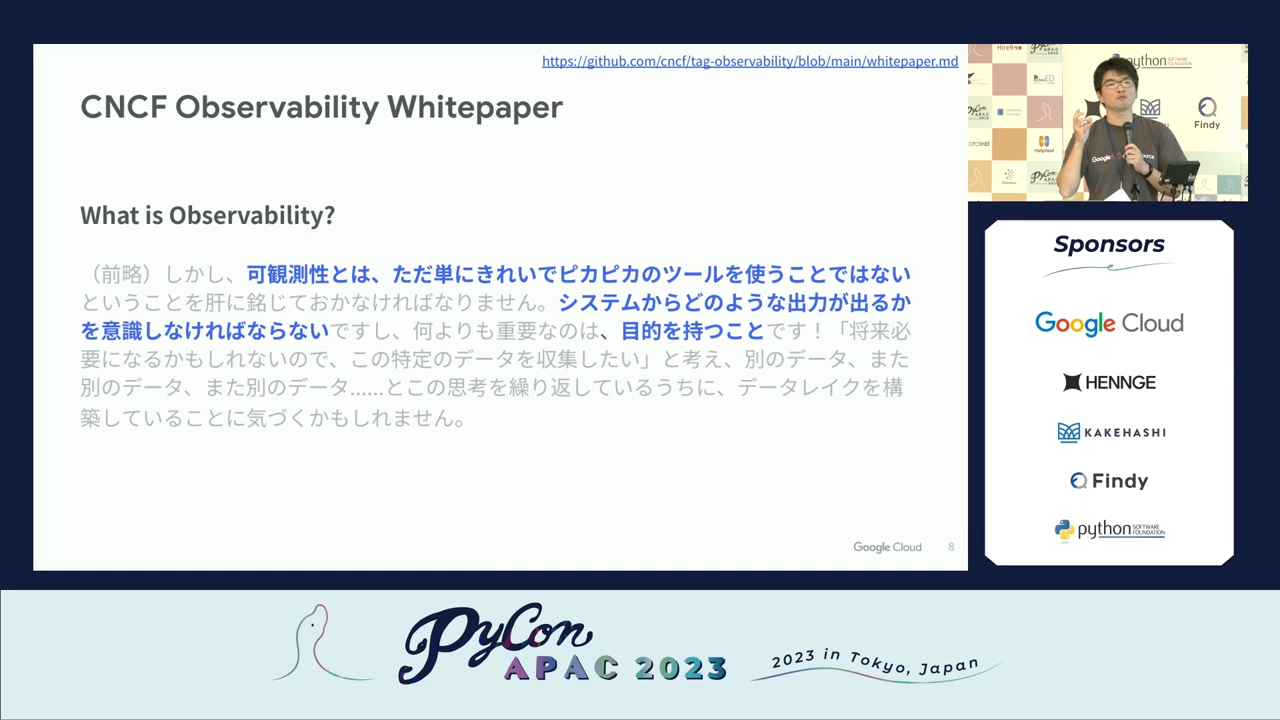 https://github.com/cncf/tag-observability/blob/main/whitepaper.md
CNCF Observability Whitepaper
What is Observability?
（前略）しかし、可観測性とは、ただ単にきれいでピカピカのツールを使うことではない
ということを肝に銘じておかなければなりません。システムからどのような出力が出るか
を意識しなければならないですし、何よりも重要なのは、目的を持つことです！「将来必
要になるかもしれないので、この特定のデータを収集したい」と考え、別のデータ、また
別のデータ、また別のデータ......とこの思考を繰り返しているうちに、データレイクを構
築していることに気づくかもしれません。
Google Cloud 8
python
Findy
circleci
HelpFeel
Google
Sponsors
Google Cloud
HENNGE
KAKEHASHI
Findy
python SOFTWARE FOUNDATION
PyCon
APAC 2023
2023 in Tokyo, Japan